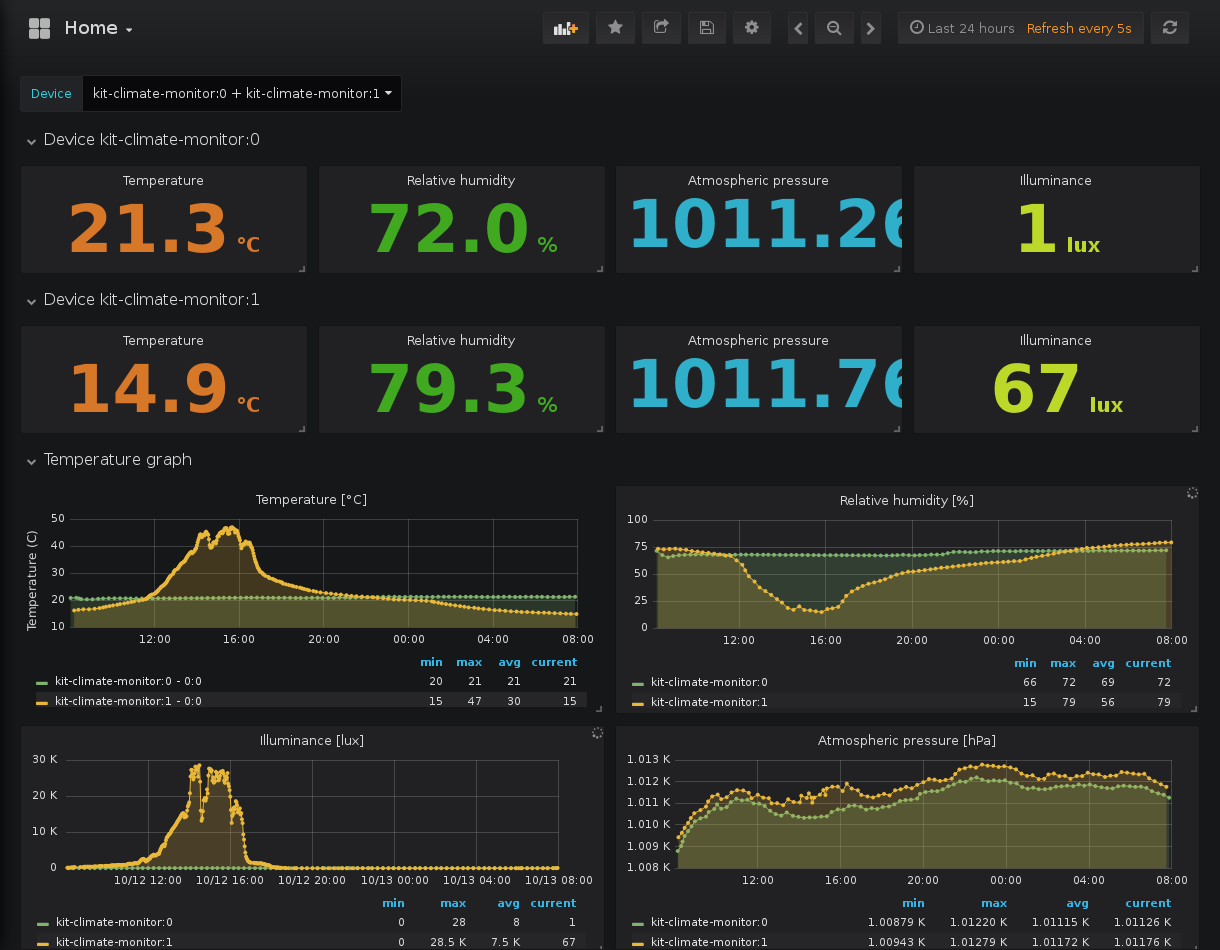 Home
Last 24 hours Refresh every 5s
Device kit-climate-monitor:0 + kit-climate-monitor:1
Device kit-climate-monitor:0
Temperature Relative humidity Atmospheric pressure Illuminance
21.3 °C 72.0 % 1011.26 1 lux
Device kit-climate-monitor:1
Temperature Relative humidity Atmospheric pressure Illuminance
14.9 °C 79.3 % 1011.76 67 lux
Temperature graph
Temperature [°C]
Temperature (C)
50
40
30
20
10
12:00 16:00 20:00 00:00 04:00 08:00
min max avg current
kit-climate-monitor:0 - 0:0 20 21 21 21
kit-climate-monitor:1 - 0:0 15 47 30 15
Relative humidity [%]
100
75
50
25
0
12:00 16:00 20:00 00:00 04:00 08:00
min max avg current
kit-climate-monitor:0 66 72 69 72
kit-climate-monitor:1 15 79 56 79
Illuminance [lux]
30 K
20 K
10 K
0
10/12 12:00 10/12 16:00 10/12 20:00 10/13 00:00 10/13 04:00 10/13 08:00
min max avg current
kit-climate-monitor:0 0 28 8 1
kit-climate-monitor:1 0 28.5 K 7.5 K 67
Atmospheric pressure [hPa]
1.013 K
1.012 K
1.011 K
1.010 K
1.009 K
1.008 K
12:00 16:00 20:00 00:00 04:00 08:00
min max avg current
kit-climate-monitor:0 1.00879 K 1.01220 K 1.01115 K 1.01126 K
kit-climate-monitor:1 1.00943 K 1.01279 K 1.01172 K 1.01176 K